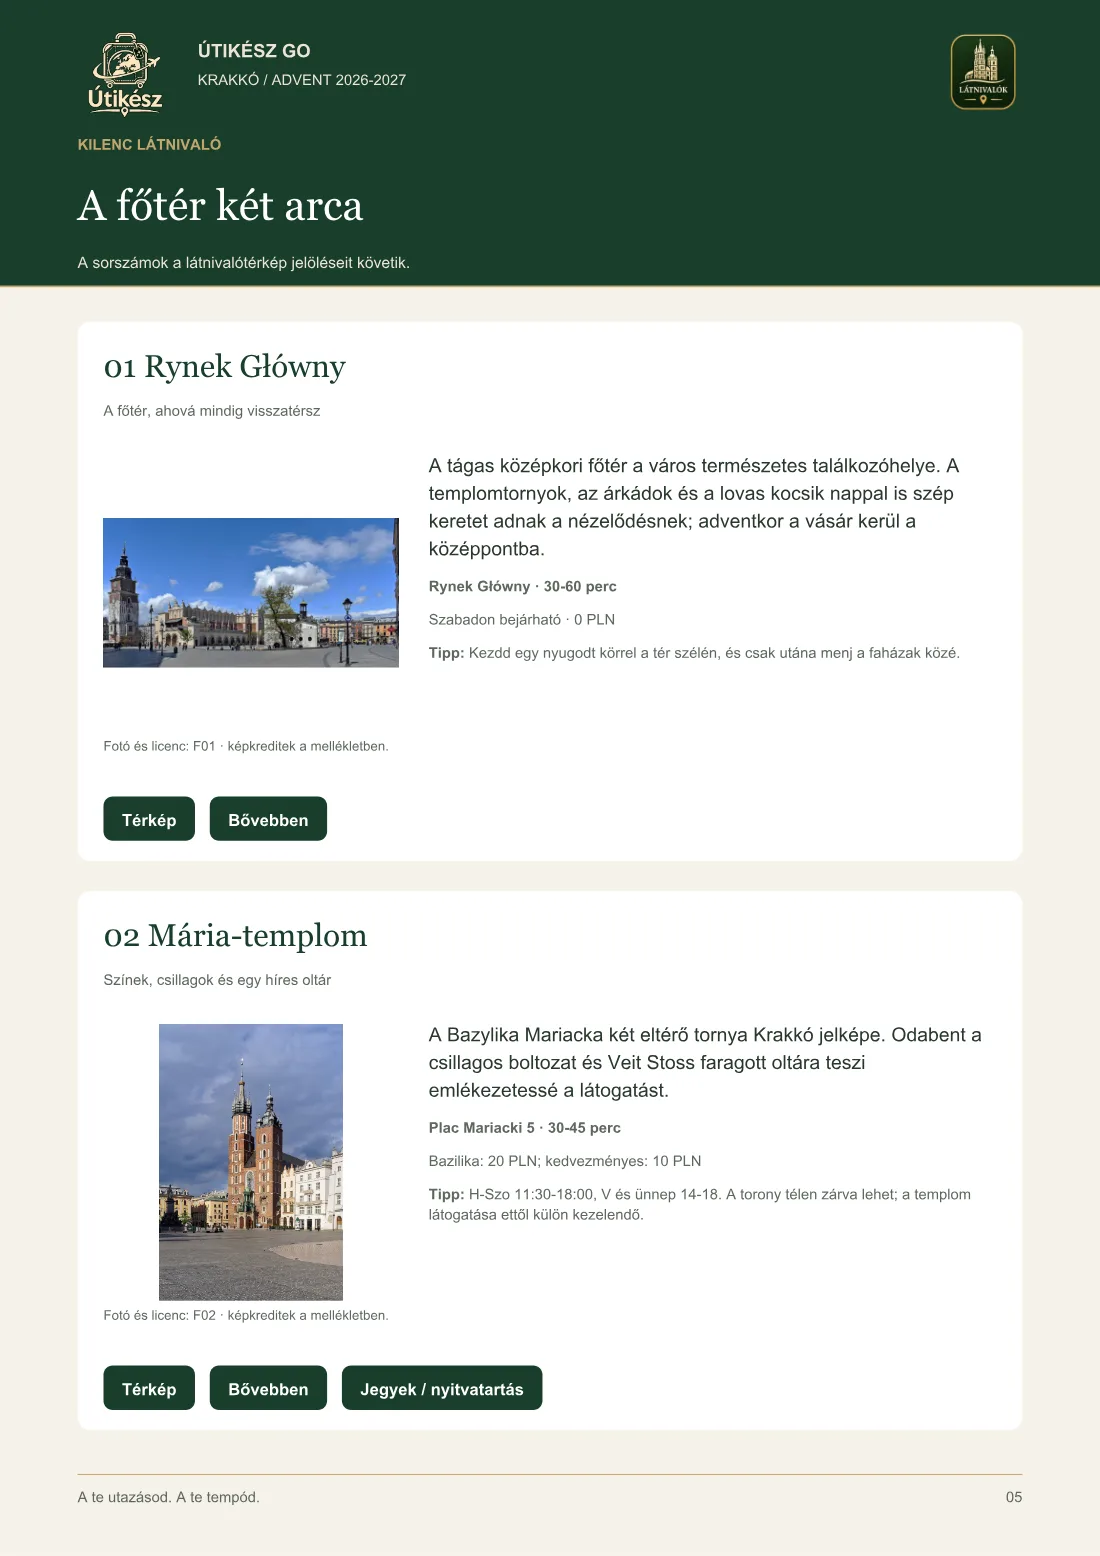 Útikész
ÚTIKÉSZ GO
KRAKKÓ / ADVENT 2026-2027
LÁTNIVALÓK
KILENC LÁTNIVALÓ
A főtér két arca
A sorszámok a látnivalótérkép jelöléseit követik.
01 Rynek Główny
A főtér, ahová mindig visszatérsz
A tágas középkori főtér a város természetes találkozóhelye. A
templomtornyok, az árkádok és a lovas kocsik nappal is szép
keretet adnak a nézelődésnek; adventkor a vásár kerül a
középpontba.
Rynek Główny · 30-60 perc
Szabadon bejárható · 0 PLN
Tipp: Kezdd egy nyugodt körrel a tér szélén, és csak utána menj a faházak közé.
Fotó és licenc: F01 · képkreditek a mellékletben.
Térkép
Bővebben
02 Mária-templom
Színek, csillagok és egy híres oltár
A Bazylika Mariacka két eltérő tornya Krakkó jelképe. Odabent a
csillagos boltozat és Veit Stoss faragott oltára teszi
emlékezetessé a látogatást.
Plac Mariacki 5 · 30-45 perc
Bazilika: 20 PLN; kedvezményes: 10 PLN
Tipp: H-Szo 11:30-18:00, V és ünnep 14-18. A torony télen zárva lehet; a templom
látogatása ettől külön kezelendő.
Fotó és licenc: F02 · képkreditek a mellékletben.
Térkép
Bővebben
Jegyek / nyitvatartás
A te utazásod. A te tempód.
05